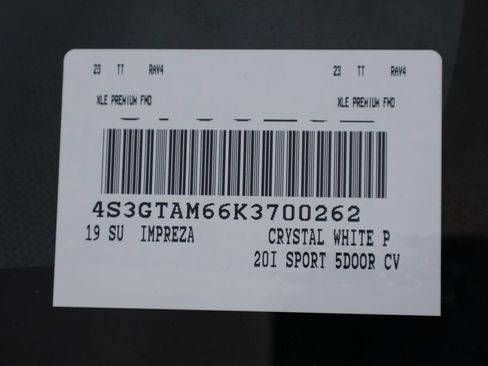 23 TT RAV4 23 TT RAV4
XLE PREMIUM FWD XLE PREMIUM FWD
4S3GTAM66K3700262
19 SU IMPREZA CRYSTAL WHITE P
20I SPORT 5DOOR CV